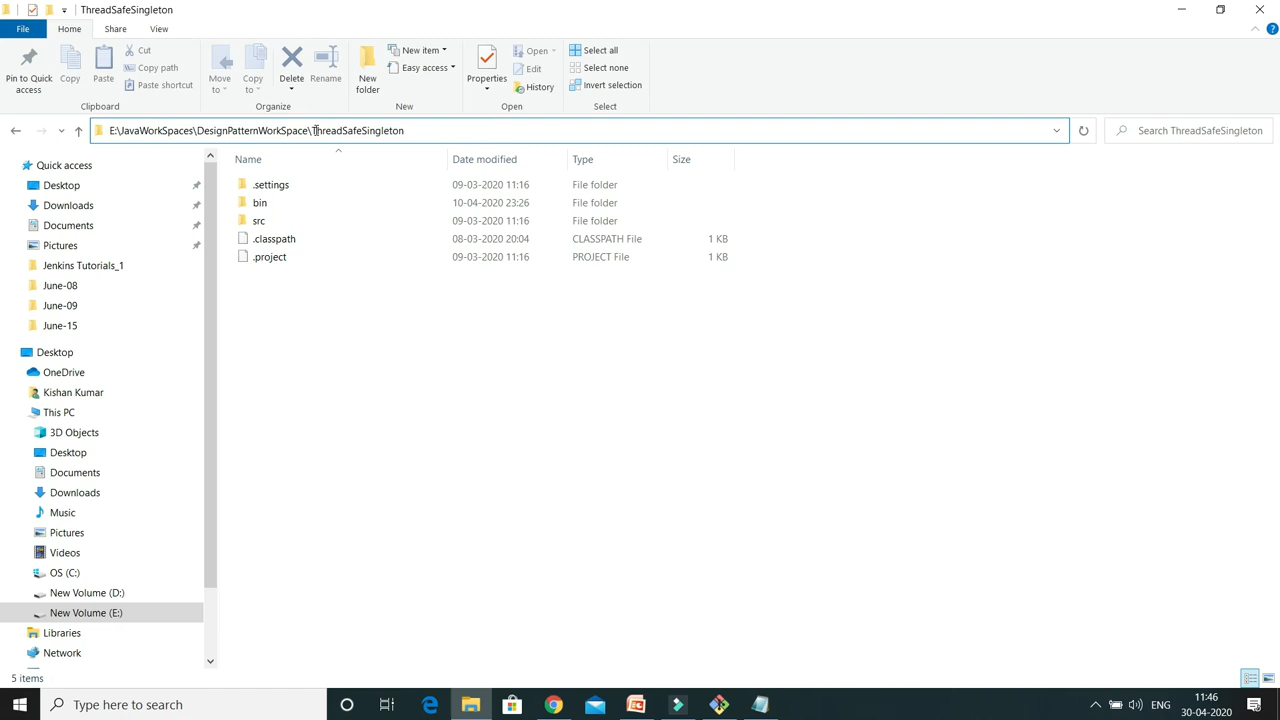 ThreadSafeSingleton
File
Home
Share
View
Pin to Quick access
Copy
Paste
Cut
Copy path
Paste shortcut
Clipboard
Move to
Copy to
Delete
Rename
Organize
New folder
New item
Easy access
New
Properties
Open
Edit
History
Open
Select all
Select none
Invert selection
Select
E:\JavaWorkSpaces\DesignPatternWorkSpace\ThreadSafeSingleton
Search ThreadSafeSingleton
Name
Date modified
Type
Size
.settings 09-03-2020 11:16 File folder
bin 10-04-2020 23:26 File folder
src 09-03-2020 11:16 File folder
.classpath 08-03-2020 20:04 CLASSPATH File 1 KB
.project 09-03-2020 11:16 PROJECT File 1 KB
Quick access
Desktop
Downloads
Documents
Pictures
Jenkins Tutorials_1
June-08
June-09
June-15
Desktop
OneDrive
Kishan Kumar
This PC
3D Objects
Desktop
Documents
Downloads
Music
Pictures
Videos
OS (C:)
New Volume (D:)
New Volume (E:)
Libraries
Network
5 items
Type here to search
ENG
11:46
30-04-2020